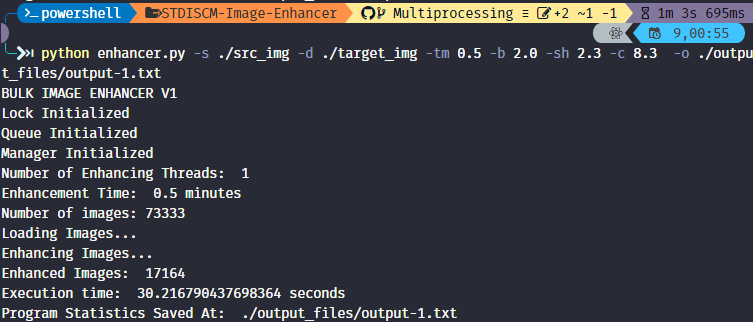 powershell STDISCM-Image-Enhancer Multiprocessing ≡ +2 ~1 -1 1m 3s 695ms
9,00:55
python enhancer.py -s ./src_img -d ./target_img -tm 0.5 -b 2.0 -sh 2.3 -c 8.3  -o ./outpu
t_files/output-1.txt
BULK IMAGE ENHANCER V1
Lock Initialized
Queue Initialized
Manager Initialized
Number of Enhancing Threads:  1
Enhancement Time:  0.5 minutes
Number of images: 73333
Loading Images...
Enhancing Images...
Enhanced Images:  17164
Execution time:  30.216790437698364 seconds
Program Statistics Saved At:  ./output_files/output-1.txt